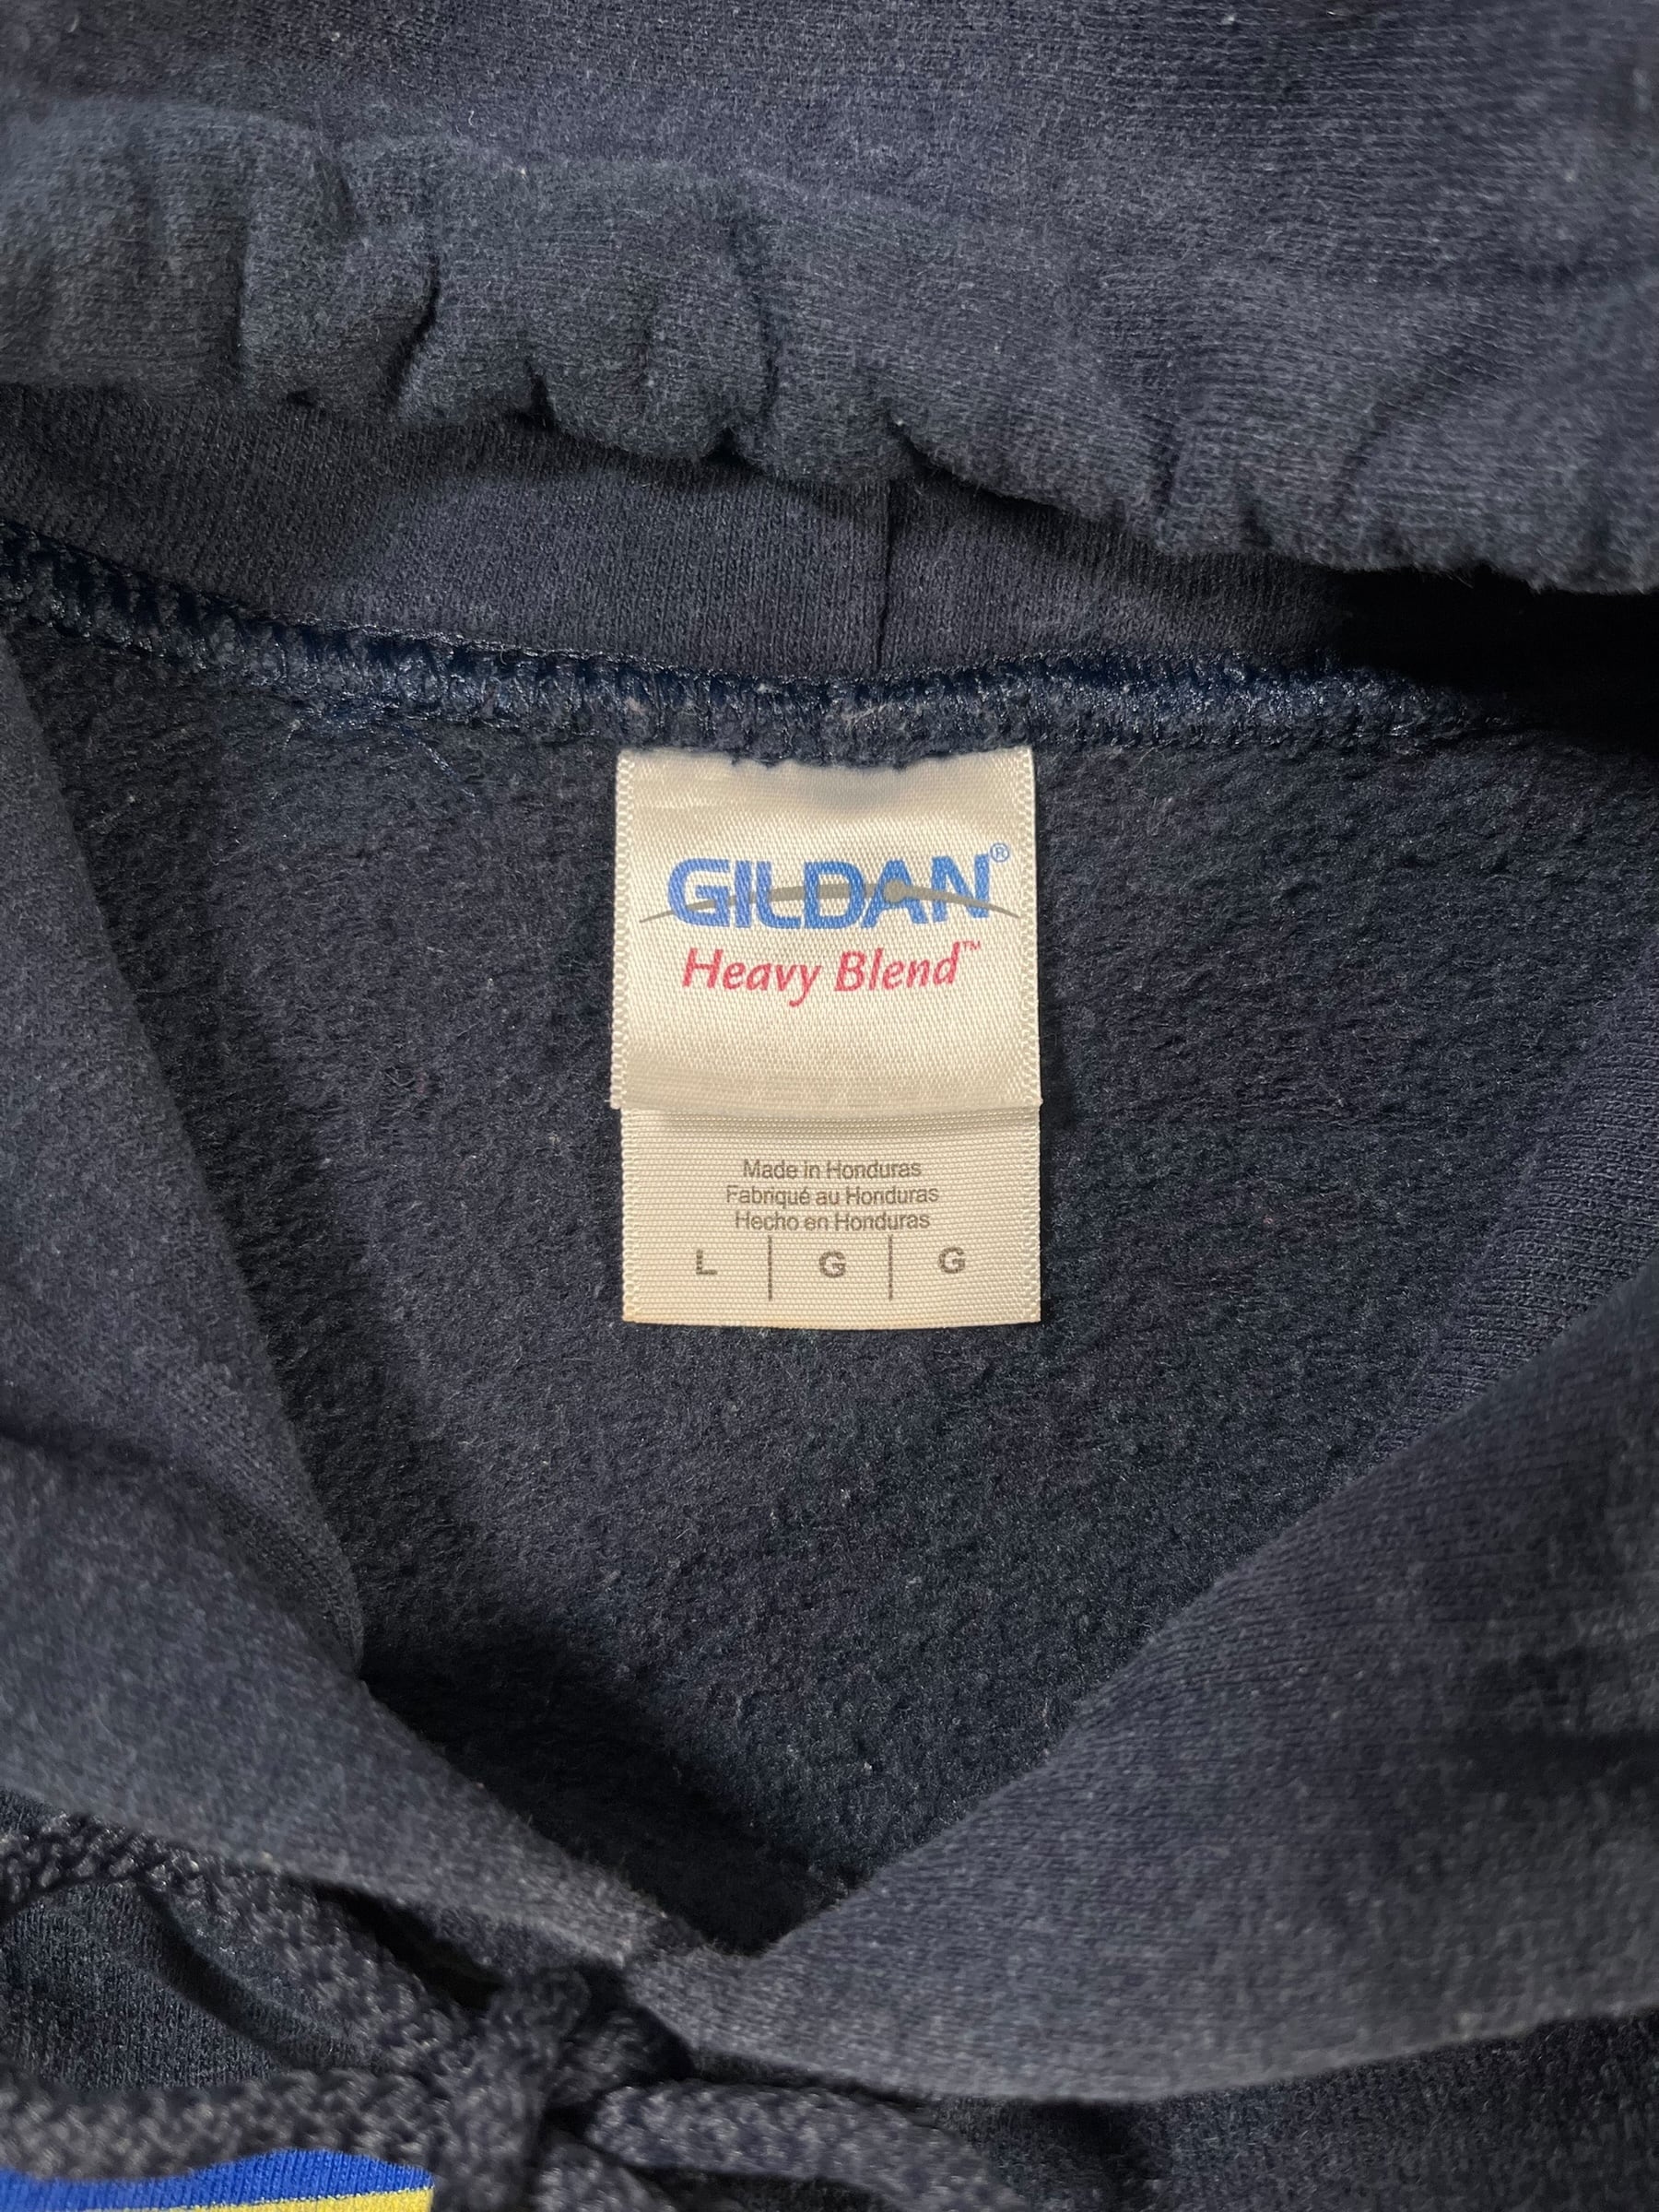 GILDAN®
Heavy Blend™
Made in Honduras
Fabriqué au Honduras
Hecho en Honduras
L | G | G